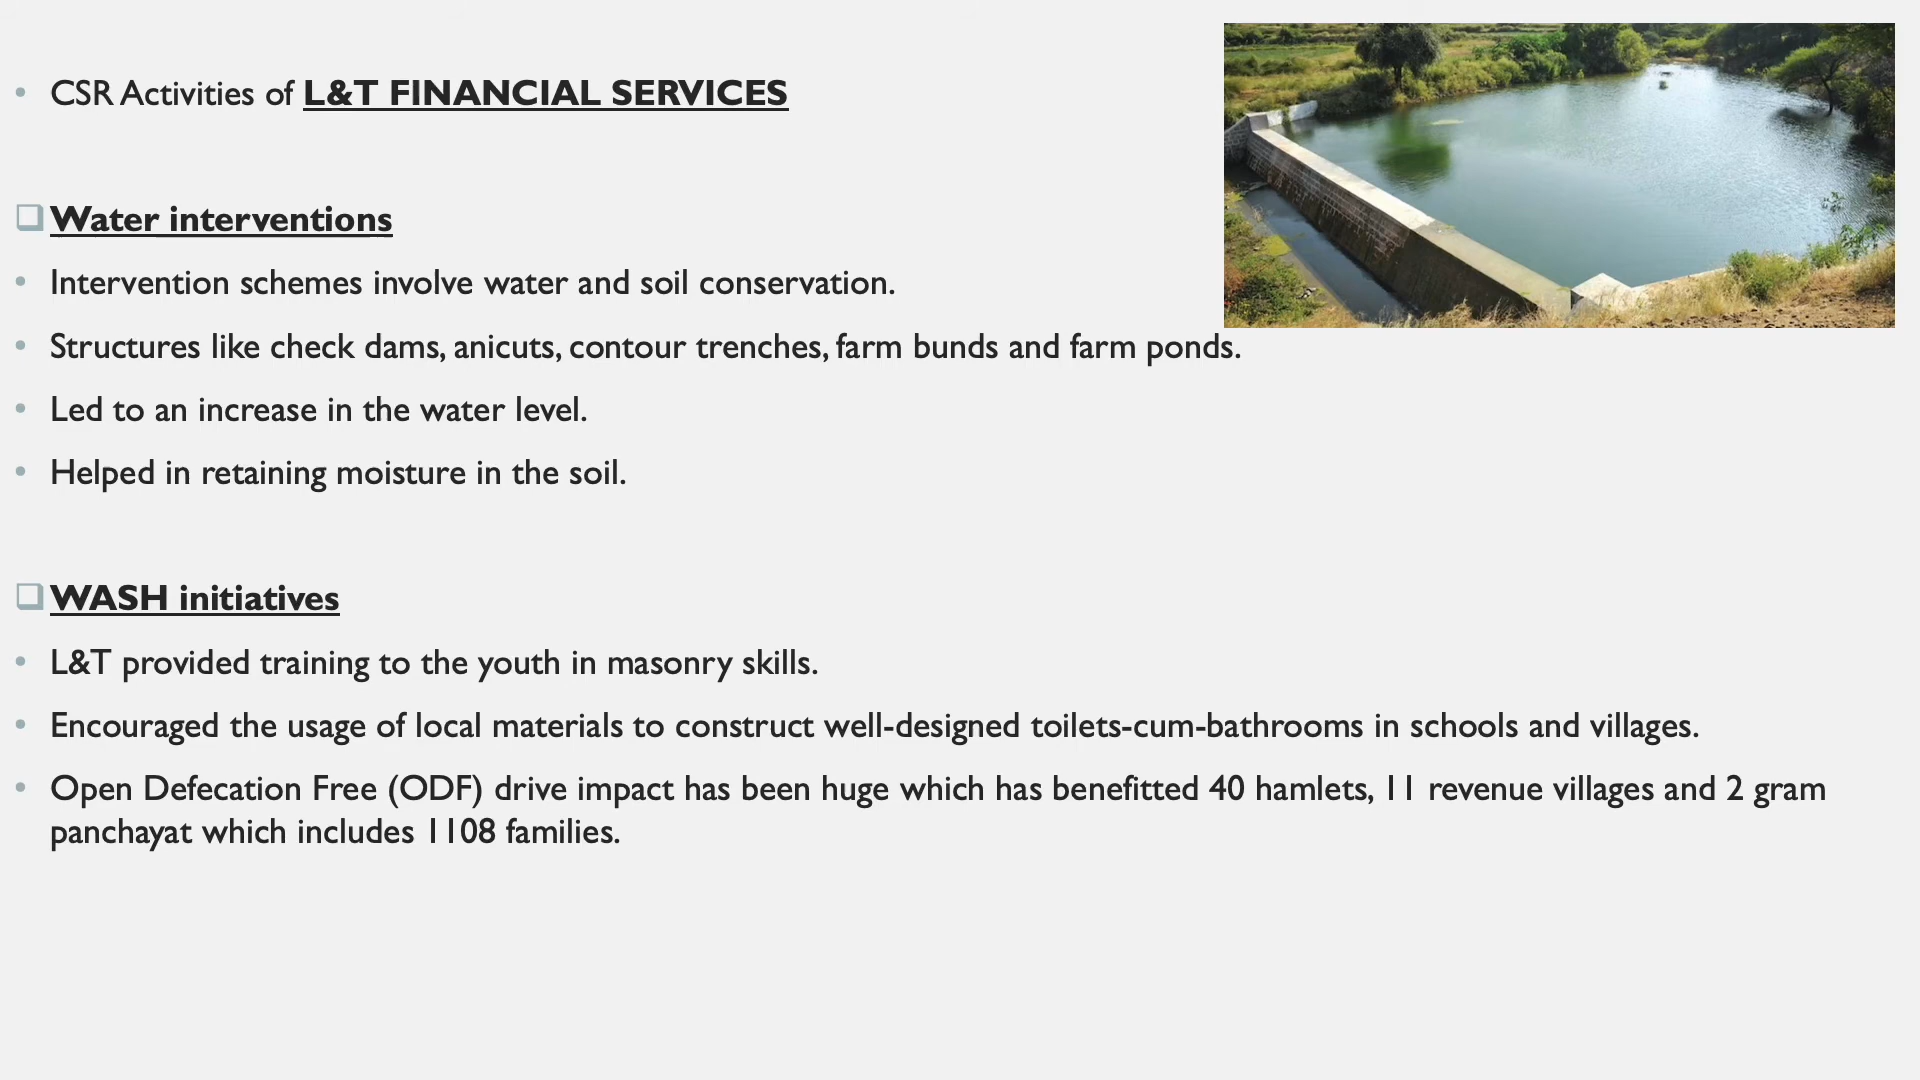 CSR Activities of L&T FINANCIAL SERVICES
Water interventions
Intervention schemes involve water and soil conservation.
Structures like check dams, anicuts, contour trenches, farm bunds and farm ponds.
Led to an increase in the water level.
Helped in retaining moisture in the soil.
WASH initiatives
L&T provided training to the youth in masonry skills.
Encouraged the usage of local materials to construct well-designed toilets-cum-bathrooms in schools and villages.
Open Defecation Free (ODF) drive impact has been huge which has benefitted 40 hamlets, 11 revenue villages and 2 gram
panchayat which includes 1108 families.